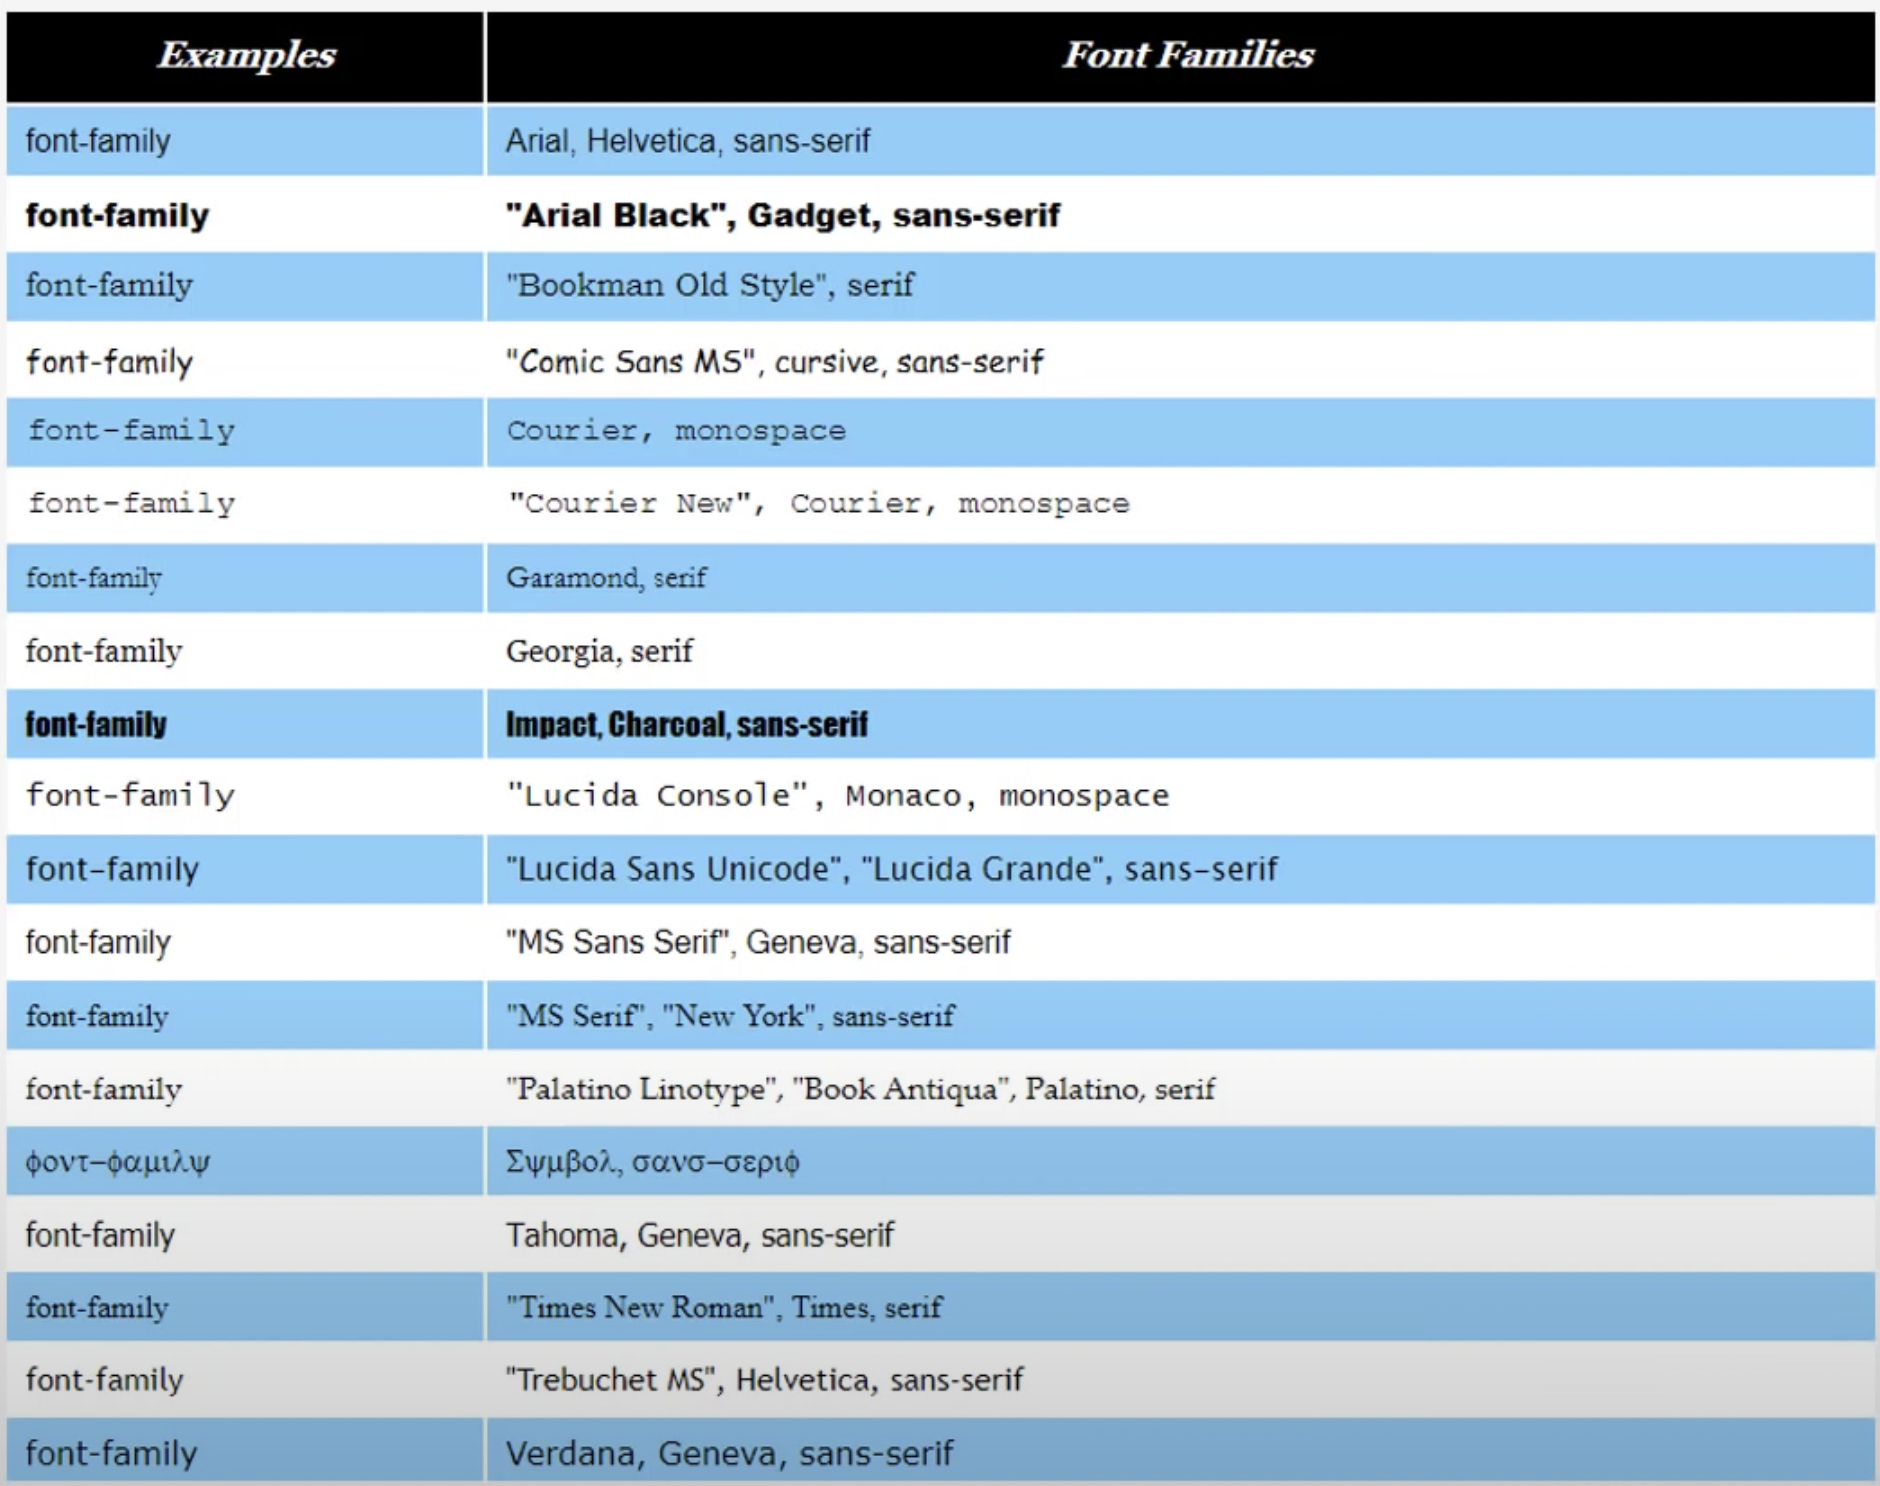 Examples Font Families
font-family Arial, Helvetica, sans-serif
font-family "Arial Black", Gadget, sans-serif
font-family "Bookman Old Style", serif
font-family "Comic Sans MS", cursive, sans-serif
font-family Courier, monospace
font-family "Courier New", Courier, monospace
font-family Garamond, serif
font-family Georgia, serif
font-family Impact, Charcoal, sans-serif
font-family "Lucida Console", Monaco, monospace
font-family "Lucida Sans Unicode", "Lucida Grande", sans-serif
font-family "MS Sans Serif", Geneva, sans-serif
font-family "MS Serif", "New York", sans-serif
font-family "Palatino Linotype", "Book Antiqua", Palatino, serif
φοντ−φαμιλψ Σψμβολ, σανσ−σεριφ
font-family Tahoma, Geneva, sans-serif
font-family "Times New Roman", Times, serif
font-family "Trebuchet MS", Helvetica, sans-serif
font-family Verdana, Geneva, sans-serif